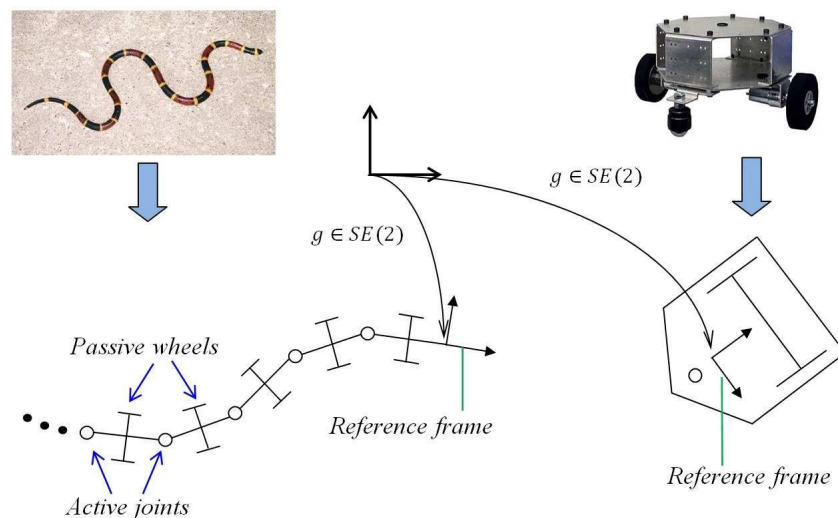 g ∈ SE(2)
g ∈ SE(2)
Passive wheels
Reference frame
Reference frame
Active joints